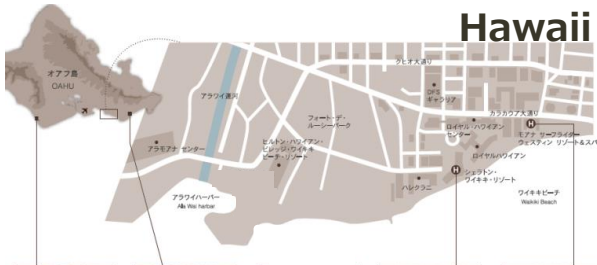 Hawaii
オアフ島
OAHU
クヒオ大通り
アラワイ運河
DFS
ギャラリア
フォート・デ・
ルーシーパーク
カラカウア大通り
ロイヤル・ハワイアン
センター
H
モアナ サーフライダー
ウェスティン リゾート&スパ
アラモアナ センター
ヒルトン・ハワイアン・
ビレッジ・ワイキキ
ビーチ・リゾート
ロイヤルハワイアン
H
シェラトン・
ワイキキ・リゾート
ハレクラニ
アラワイハーバー
Alla Wai harbar
ワイキキビーチ
Waikiki Beach